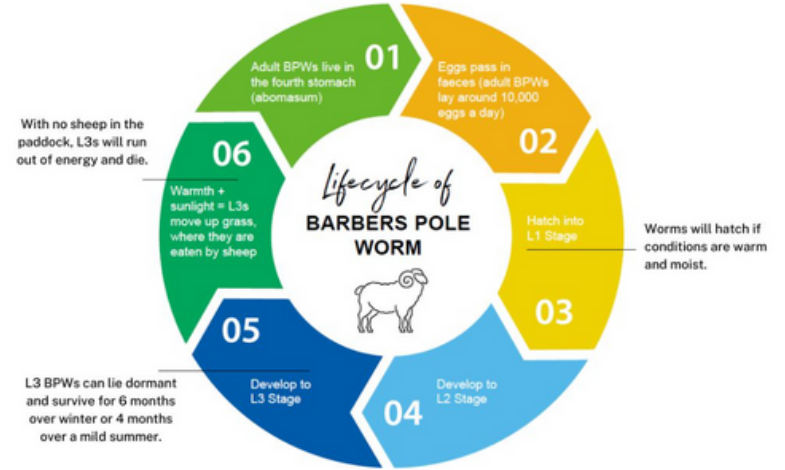 Lifecycle of
BARBERS POLE
WORM
01
Adult BPWs live in
the fourth stomach
(abomasum)
02
Eggs pass in
faeces (adult BPWs
lay around 10,000
eggs a day)
03
Hatch into
L1 Stage
Worms will hatch if
conditions are warm
and moist.
04
Develop to
L2 Stage
05
Develop to
L3 Stage
L3 BPWs can lie dormant
and survive for 6 months
over winter or 4 months
over a mild summer.
06
Warmth +
sunlight = L3s
move up grass,
where they are
eaten by sheep
With no sheep in the
paddock, L3s will run
out of energy and die.